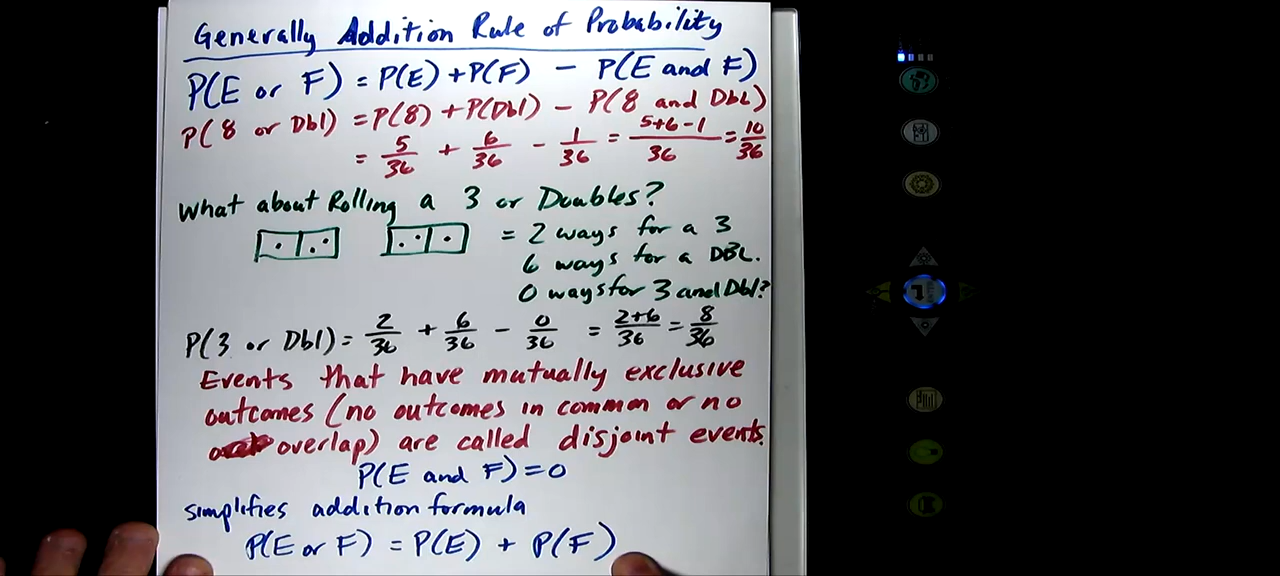 Generally Addition Rule of Probability
P(E or F) = P(E) + P(F) - P(E and F)
P(8 or Dbl) = P(8) + P(Dbl) - P(8 and DbL)
= 5/36 + 6/36 - 1/36 = 5+6-1/36 = 10/36
What about Rolling a 3 or Doubles?
= 2 ways for a 3
6 ways for a DBL.
0 ways for 3 and Dbl?
P(3 or Dbl) = 2/36 + 6/36 - 0/36 = 2+6/36 = 8/36
Events that have mutually exclusive
outcomes (no outcomes in common or no
overlap) are called disjoint events.
P(E and F) = 0
simplifies addition formula
P(E or F) = P(E) + P(F)